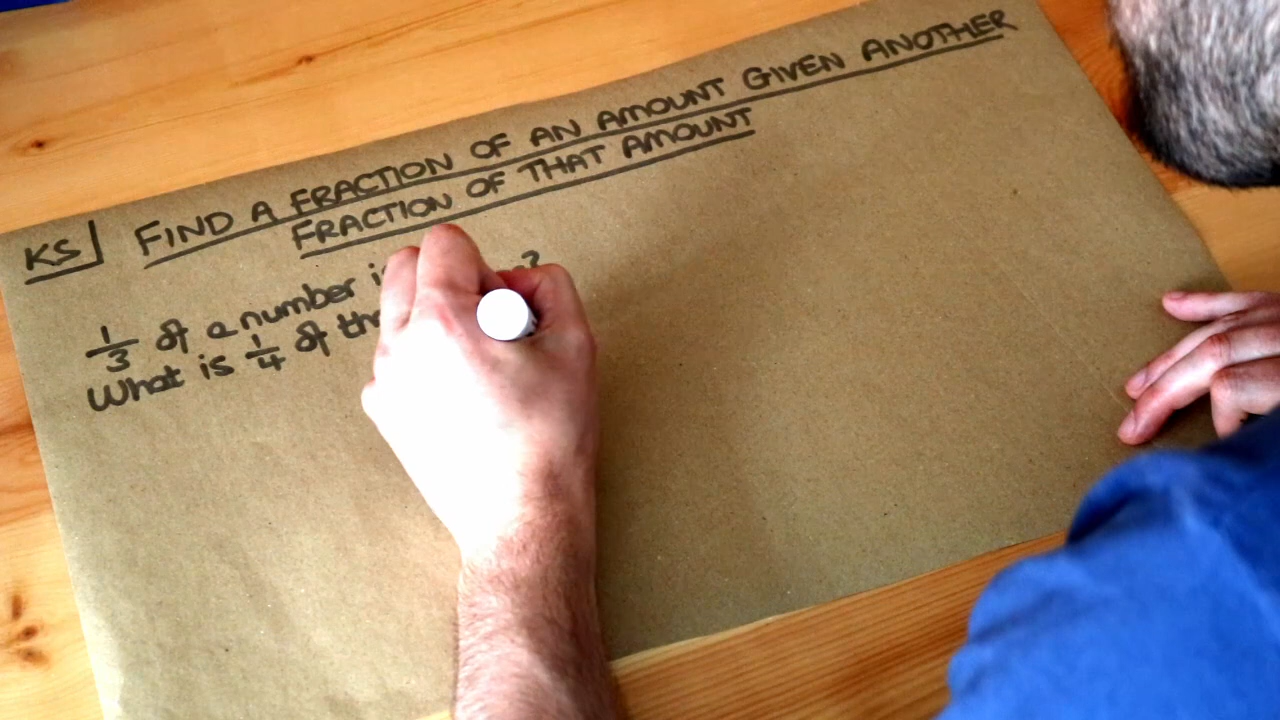 KS FIND A FRACTION OF AN AMOUNT GIVEN ANOTHER
FRACTION OF THAT AMOUNT
1/3 of a number is ?
What is 1/4 of